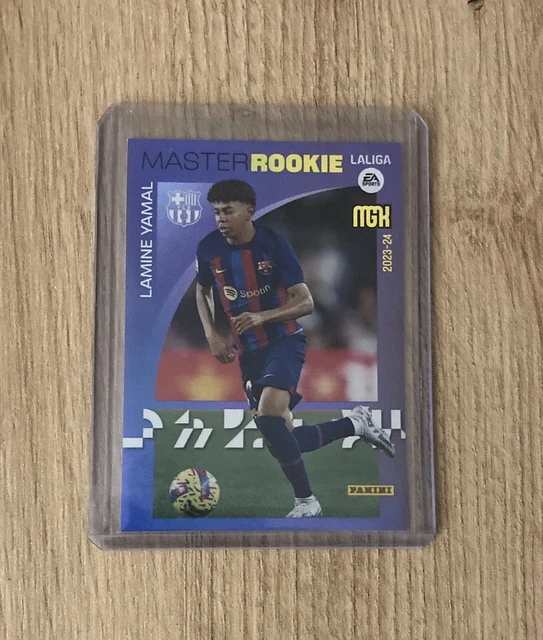 MASTER ROOKIE
LALIGA
EA
SPORTS
LAMINE YAMAL
MGK
2023-24
Spotify
PANINI